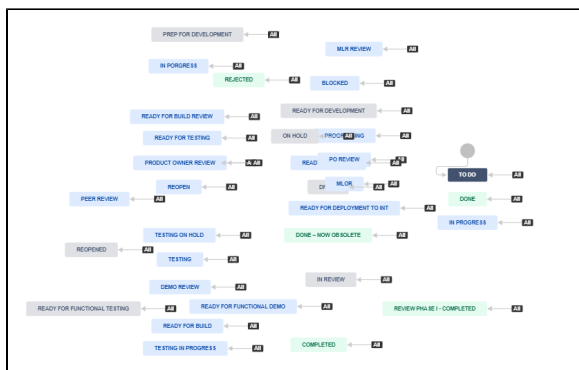 PREP FOR DEVELOPMENT All
MLR REVIEW All
IN PORGRESS All
REJECTED All
BLOCKED All
READY FOR DEVELOPMENT All
READY FOR BUILD REVIEW All
ON HOLD All
READY FOR TESTING All
PRODUCT OWNER REVIEW All
PO REVIEW
READ All
TO DO All
REOPEN All
MLOR All
PEER REVIEW All
DONE All
READY FOR DEPLOYMENT TO INT All
IN PROGRESS All
TESTING ON HOLD All
DONE – NOW OBSOLETE All
REOPENED All
TESTING All
IN REVIEW All
DEMO REVIEW All
READY FOR FUNCTIONAL TESTING All
READY FOR FUNCTIONAL DEMO All
REVIEW PHASE I - COMPLETED All
READY FOR BUILD All
COMPLETED All
TESTING IN PROGRESS All